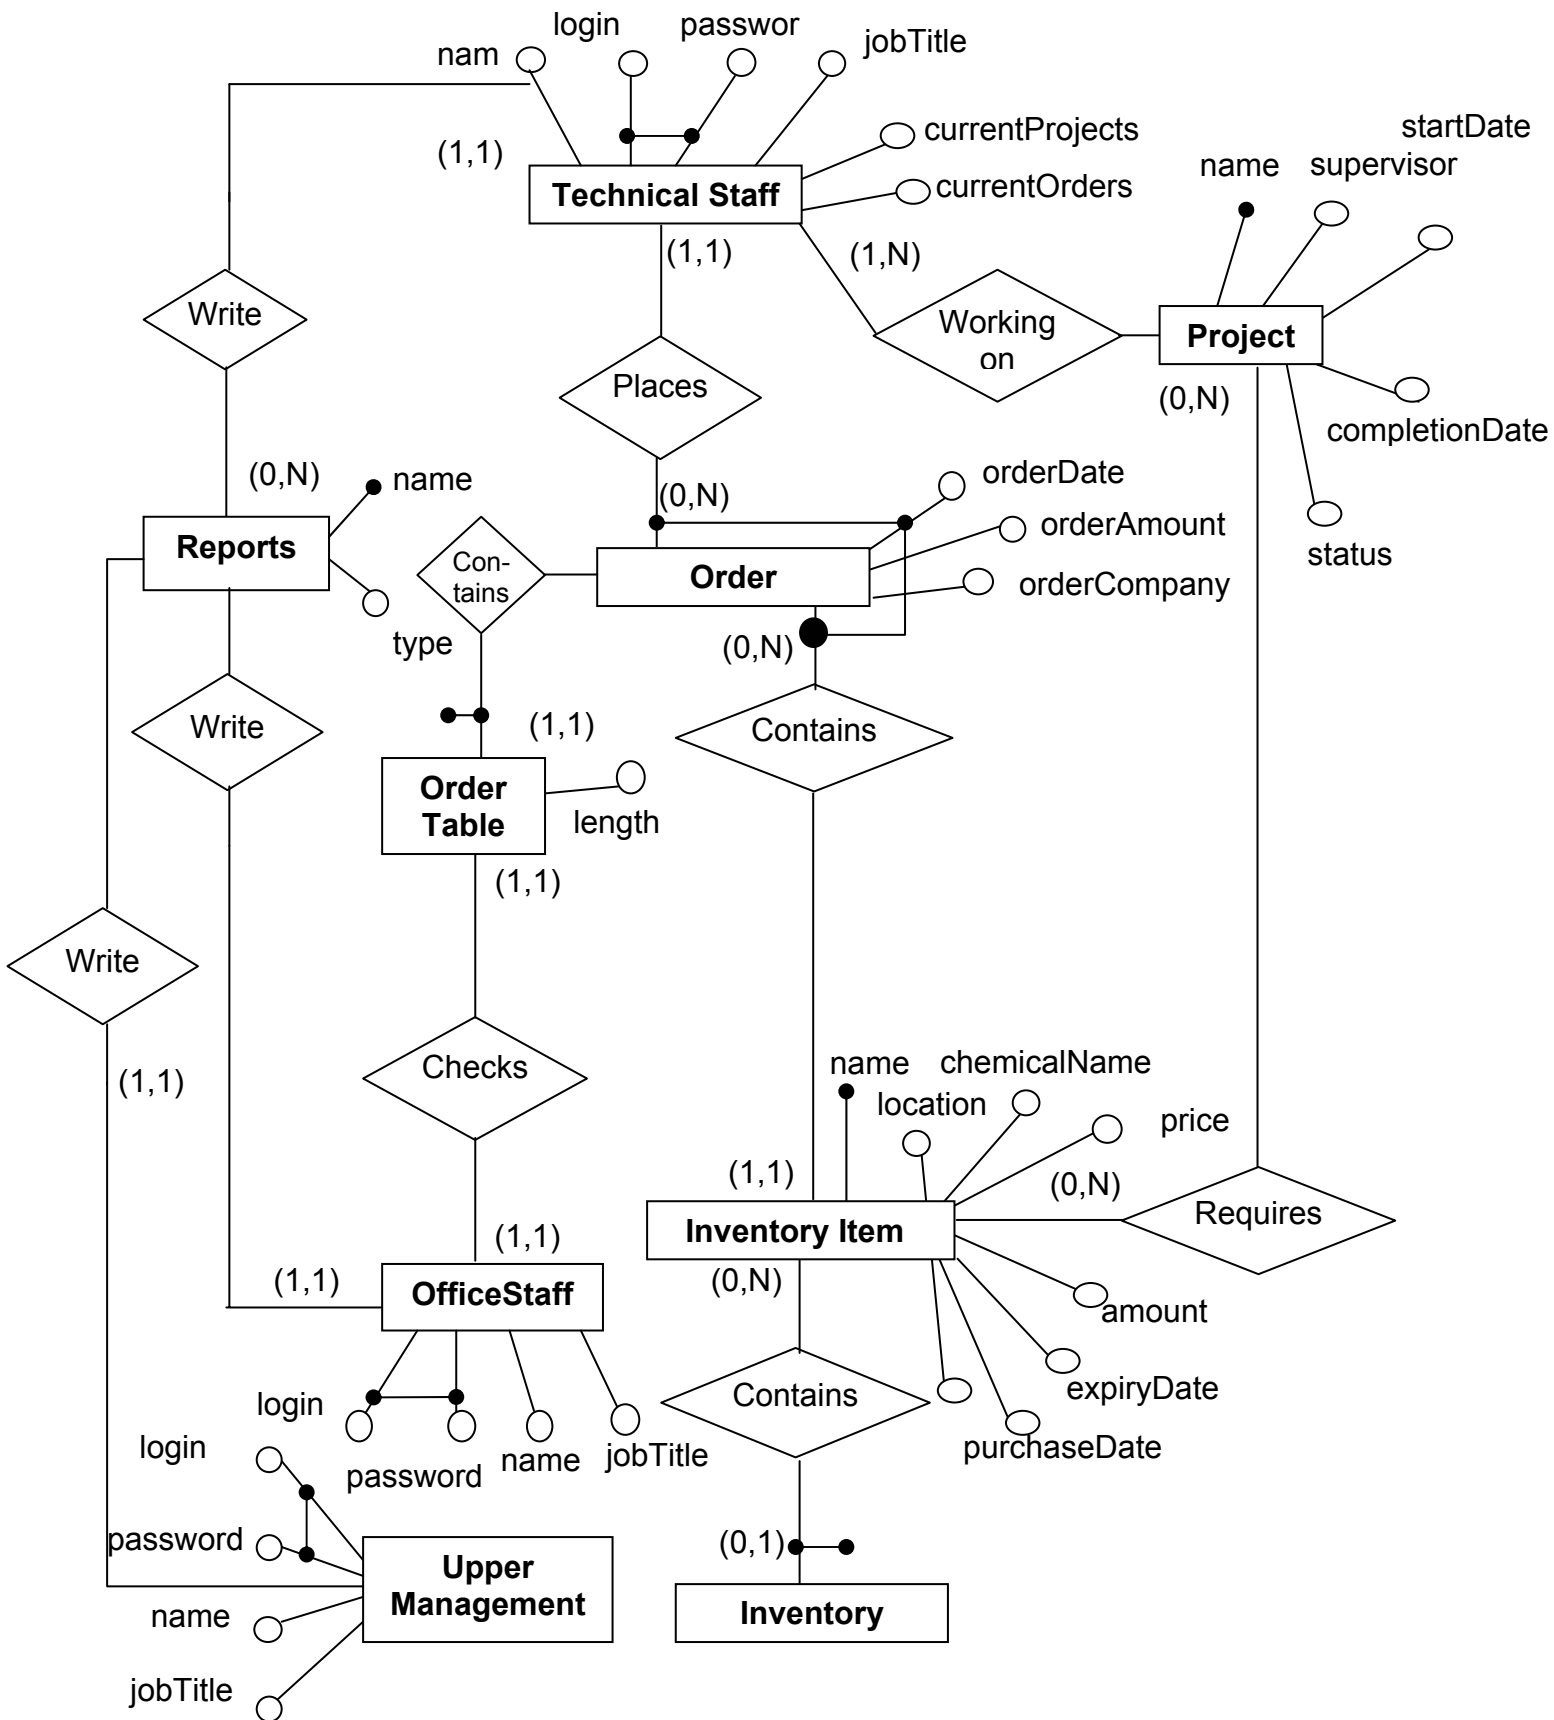 login
passwor
jobTitle
nam
currentProjects
startDate
(1,1)
name
supervisor
Technical Staff
currentOrders
(1,1)
(1,N)
Write
Working
on
Project
Places
(0,N)
completionDate
(0,N)
name
orderDate
(0,N)
orderAmount
Reports
Con-
tains
Order
status
orderCompany
type
(0,N)
Write
(1,1)
Contains
Order
Table
length
(1,1)
Write
Checks
name
chemicalName
(1,1)
location
price
(1,1)
(0,N)
Requires
Inventory Item
(1,1)
(1,1)
OfficeStaff
(0,N)
amount
login
Contains
expiryDate
login
password
name
jobTitle
purchaseDate
password
(0,1)
Upper
Management
name
Inventory
jobTitle